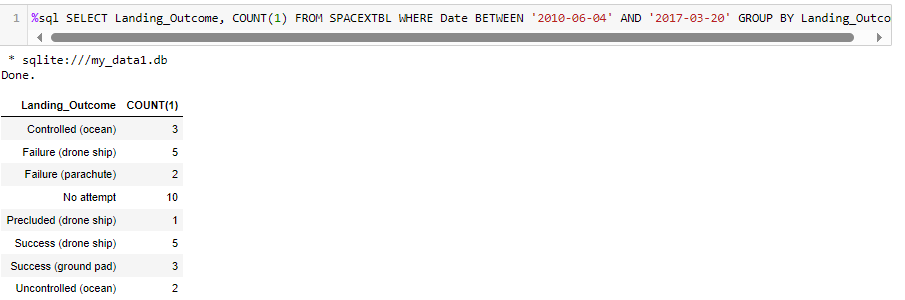 1 %sql SELECT Landing_Outcome, COUNT(1) FROM SPACEXTBL WHERE Date BETWEEN '2010-06-04' AND '2017-03-20' GROUP BY Landing_Outco
* sqlite:///my_data1.db
Done.
Landing_Outcome COUNT(1)
Controlled (ocean) 3
Failure (drone ship) 5
Failure (parachute) 2
No attempt 10
Precluded (drone ship) 1
Success (drone ship) 5
Success (ground pad) 3
Uncontrolled (ocean) 2